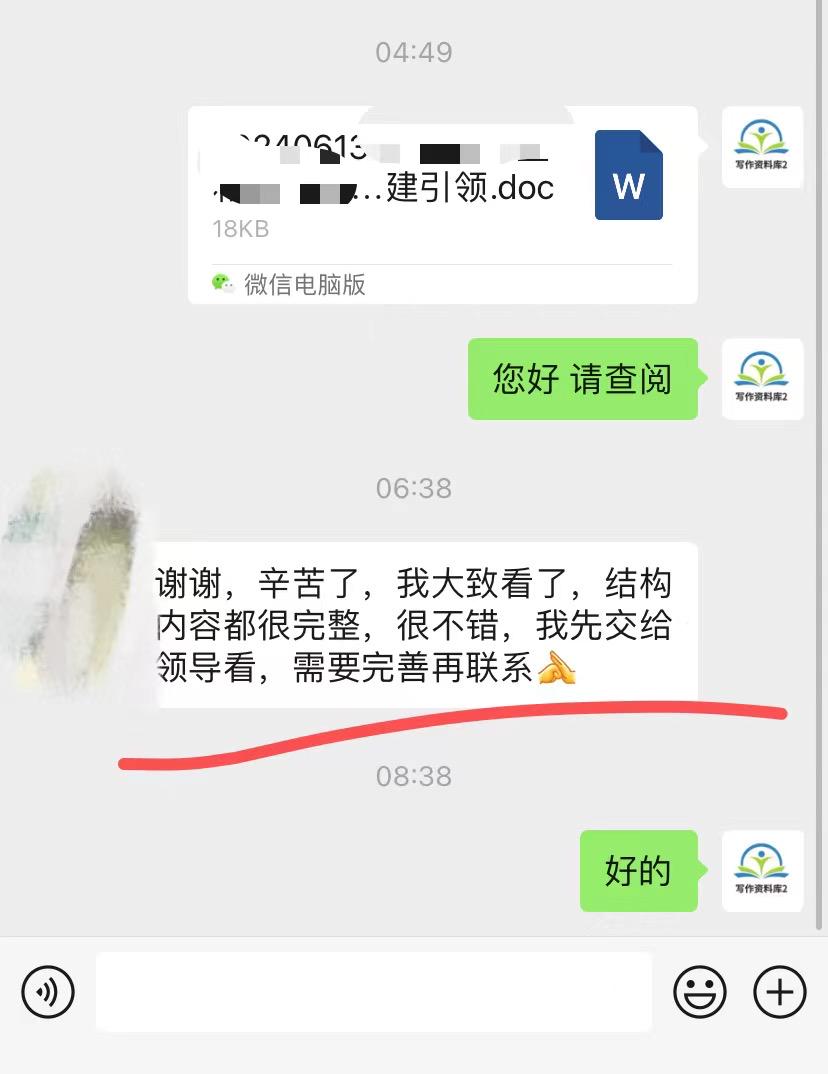 04:49
…建引领.doc
W
18KB
微信电脑版
写作资料库2
您好 请查阅
写作资料库2
06:38
谢谢，辛苦了，我大致看了，结构
内容都很完整，很不错，我先交给
领导看，需要完善再联系
08:38
好的
写作资料库2